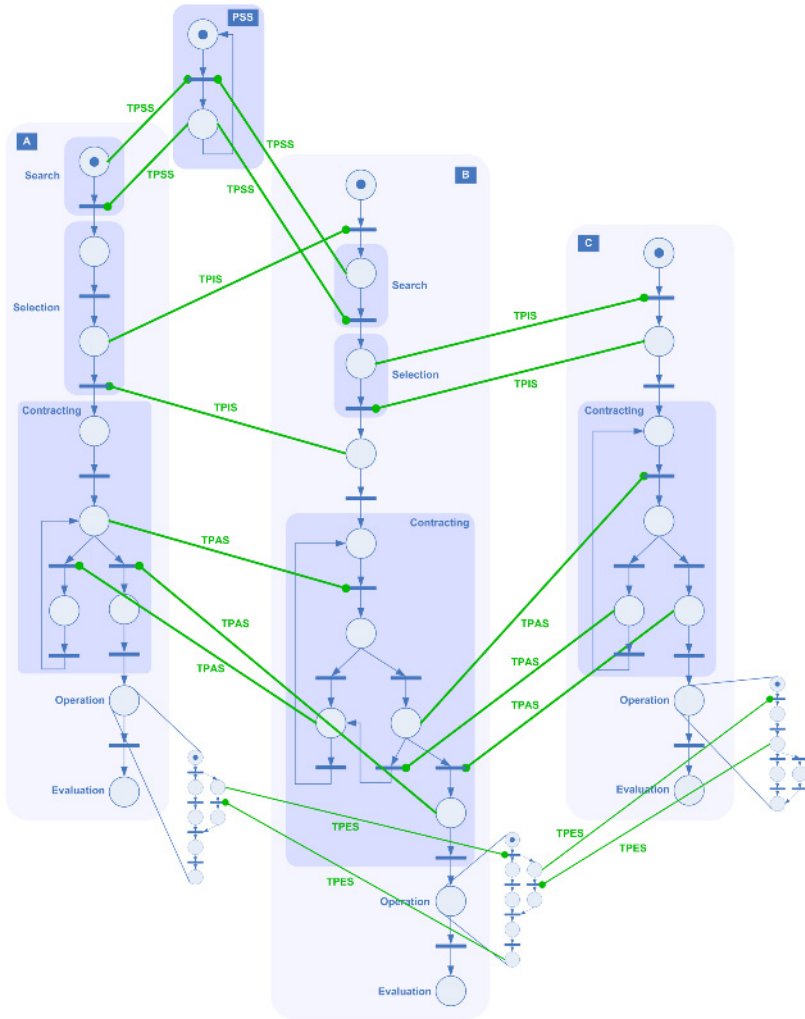 PSS
TPSS
A
TPSS
TPSS
Search
TPSS
B
C
TPIS
Search
Selection
TPIS
Selection
TPIS
Contracting
TPIS
Contracting
Contracting
TPAS
TPAS
TPAS
TPAS
Operation
Operation
TPAS
Evaluation
Evaluation
TPES
TPES
TPES
TPES
Operation
Evaluation